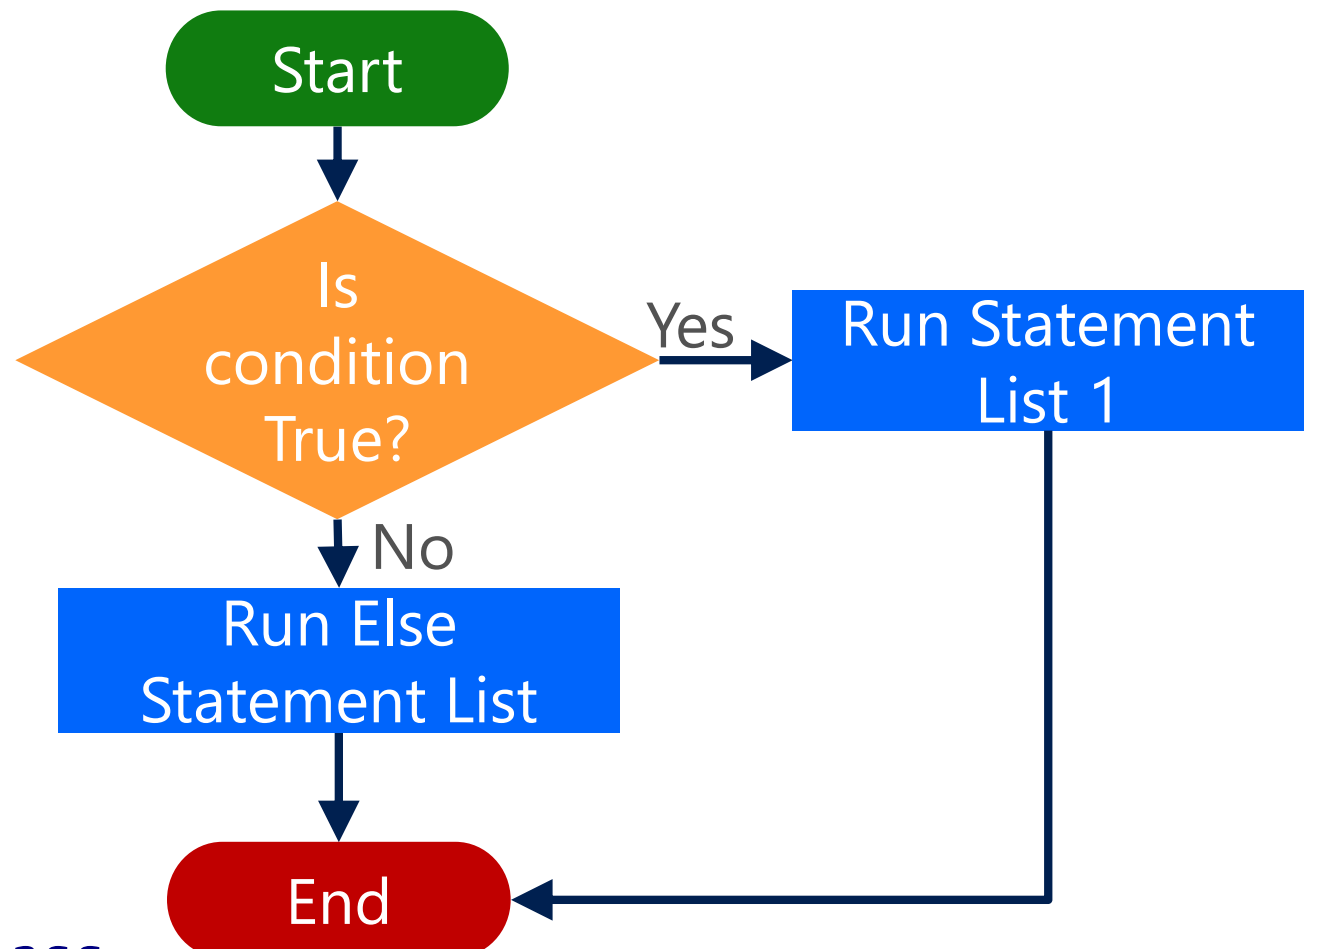 Start
Is
condition
True?
Yes
Run Statement
List 1
No
Run Else
Statement List
End